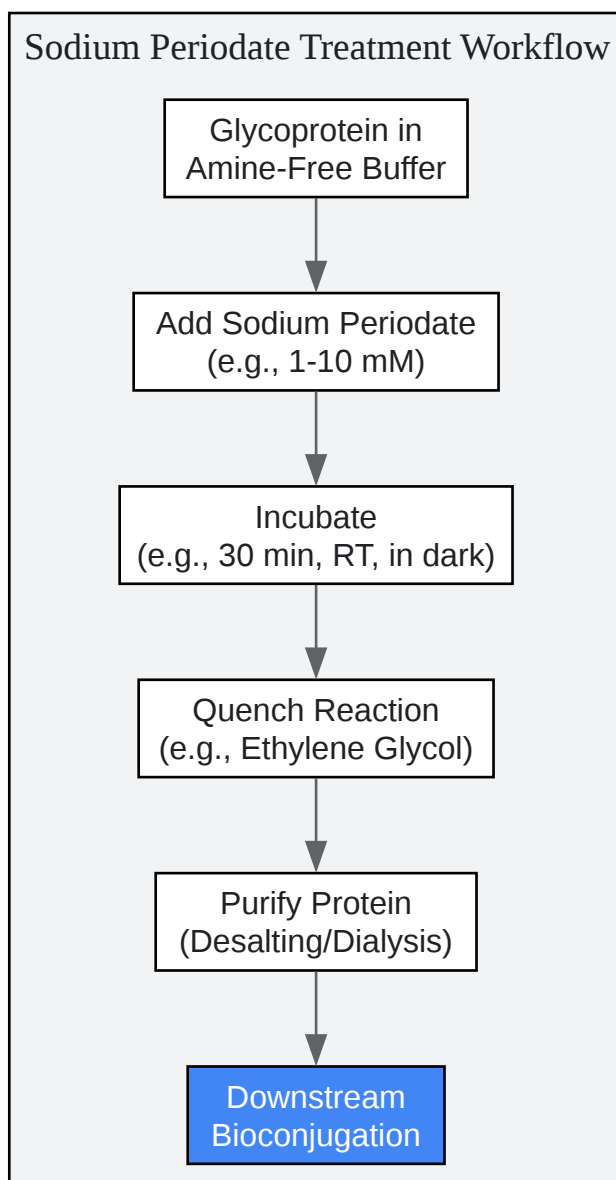 Sodium Periodate Treatment Workflow
Glycoprotein in
Amine-Free Buffer
Add Sodium Periodate
(e.g., 1-10 mM)
Incubate
(e.g., 30 min, RT, in dark)
Quench Reaction
(e.g., Ethylene Glycol)
Purify Protein
(Desalting/Dialysis)
Downstream
Bioconjugation